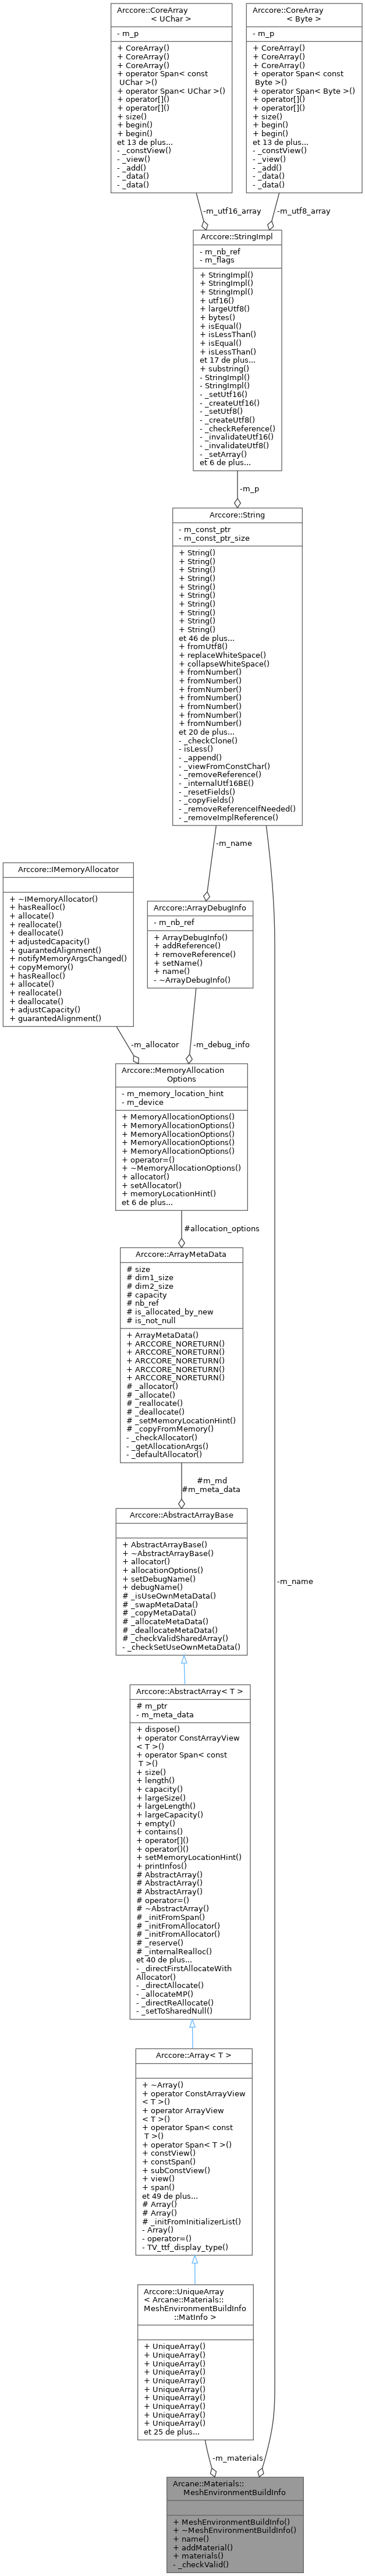 Arccore::CoreArray
< UChar >
- m_p
+ CoreArray()
+ CoreArray()
+ CoreArray()
+ operator Span< const
UChar >()
+ operator Span< UChar >()
+ operator[]()
+ operator[]()
+ size()
+ begin()
+ begin()
et 13 de plus...
- _constView()
- _view()
- _add()
- _data()
- _data()
Arccore::CoreArray
< Byte >
- m_p
+ CoreArray()
+ CoreArray()
+ CoreArray()
+ operator Span< const
Byte >()
+ operator Span< Byte >()
+ operator[]()
+ operator[]()
+ size()
+ begin()
+ begin()
et 13 de plus...
- _constView()
- _view()
- _add()
- _data()
- _data()
-m_utf16_array
-m_utf8_array
Arccore::StringImpl
- m_nb_ref
- m_flags
+ StringImpl()
+ StringImpl()
+ StringImpl()
+ utf16()
+ largeUtf8()
+ bytes()
+ isEqual()
+ isLessThan()
+ isEqual()
+ isLessThan()
et 17 de plus...
+ substring()
- StringImpl()
- StringImpl()
- _setUtf16()
- _createUtf16()
- _setUtf8()
- _createUtf8()
- _checkReference()
- _invalidateUtf16()
- _invalidateUtf8()
- _setArray()
et 6 de plus...
-m_p
Arccore::String
- m_const_ptr
- m_const_ptr_size
+ String()
+ String()
+ String()
+ String()
+ String()
+ String()
+ String()
+ String()
+ String()
+ String()
et 46 de plus...
+ fromUtf8()
+ replaceWhiteSpace()
+ collapseWhiteSpace()
+ fromNumber()
+ fromNumber()
+ fromNumber()
+ fromNumber()
+ fromNumber()
+ fromNumber()
+ fromNumber()
et 20 de plus...
- _checkClone()
- isLess()
- _append()
- _viewFromConstChar()
- _removeReference()
- _internalUtf16BE()
- _resetFields()
- _copyFields()
- _removeReferenceIfNeeded()
- _removeImplReference()
-m_name
Arccore::IMemoryAllocator
+ ~IMemoryAllocator()
+ hasRealloc()
+ allocate()
+ reallocate()
+ deallocate()
+ adjustedCapacity()
+ guarantedAlignment()
+ notifyMemoryArgsChanged()
+ copyMemory()
+ hasRealloc()
+ allocate()
+ reallocate()
+ deallocate()
+ adjustCapacity()
+ guarantedAlignment()
Arccore::ArrayDebugInfo
- m_nb_ref
+ ArrayDebugInfo()
+ addReference()
+ removeReference()
+ setName()
+ name()
- ~ArrayDebugInfo()
-m_allocator
-m_debug_info
Arccore::MemoryAllocation
Options
- m_memory_location_hint
- m_device
+ MemoryAllocationOptions()
+ MemoryAllocationOptions()
+ MemoryAllocationOptions()
+ MemoryAllocationOptions()
+ MemoryAllocationOptions()
+ operator=()
+ ~MemoryAllocationOptions()
+ allocator()
+ setAllocator()
+ memoryLocationHint()
et 6 de plus...
#allocation_options
Arccore::ArrayMetaData
# size
# dim1_size
# dim2_size
# capacity
# nb_ref
# is_allocated_by_new
# is_not_null
+ ArrayMetaData()
+ ARCCORE_NORETURN()
+ ARCCORE_NORETURN()
+ ARCCORE_NORETURN()
+ ARCCORE_NORETURN()
+ ARCCORE_NORETURN()
# _allocator()
# _allocate()
# _reallocate()
# _deallocate()
# _setMemoryLocationHint()
# _copyFromMemory()
- _checkAllocator()
- _getAllocationArgs()
- _defaultAllocator()
#m_md
#m_meta_data
Arccore::AbstractArrayBase
+ AbstractArrayBase()
+ ~AbstractArrayBase()
+ allocator()
+ allocationOptions()
+ setDebugName()
+ debugName()
# _isUseOwnMetaData()
# _swapMetaData()
# _copyMetaData()
# _allocateMetaData()
# _deallocateMetaData()
# _checkValidSharedArray()
- _checkSetUseOwnMetaData()
-m_name
Arccore::AbstractArray< T >
# m_ptr
- m_meta_data
+ dispose()
+ operator ConstArrayView
< T >()
+ operator Span< const
T >()
+ size()
+ length()
+ capacity()
+ largeSize()
+ largeLength()
+ largeCapacity()
+ empty()
+ contains()
+ operator[]()
+ operator()()
+ setMemoryLocationHint()
+ printInfos()
# AbstractArray()
# AbstractArray()
# AbstractArray()
# operator=()
# ~AbstractArray()
# _initFromSpan()
# _initFromAllocator()
# _initFromAllocator()
# _reserve()
# _internalRealloc()
et 40 de plus...
- _directFirstAllocateWith
Allocator()
- _directAllocate()
- _allocateMP()
- _directReAllocate()
- _setToSharedNull()
Arccore::Array< T >
+ ~Array()
+ operator ConstArrayView
< T >()
+ operator ArrayView
< T >()
+ operator Span< const
T >()
+ operator Span< T >()
+ constView()
+ constSpan()
+ subConstView()
+ view()
+ span()
et 49 de plus...
# Array()
# Array()
# _initFromInitializerList()
- Array()
- operator=()
- TV_ttf_display_type()
Arccore::UniqueArray
< Arcane::Materials::
MeshEnvironmentBuildInfo
::MatInfo >
+ UniqueArray()
+ UniqueArray()
+ UniqueArray()
+ UniqueArray()
+ UniqueArray()
+ UniqueArray()
+ UniqueArray()
+ UniqueArray()
+ UniqueArray()
+ UniqueArray()
et 25 de plus...
-m_materials
Arcane::Materials::
MeshEnvironmentBuildInfo
+ MeshEnvironmentBuildInfo()
+ ~MeshEnvironmentBuildInfo()
+ name()
+ addMaterial()
+ materials()
- _checkValid()